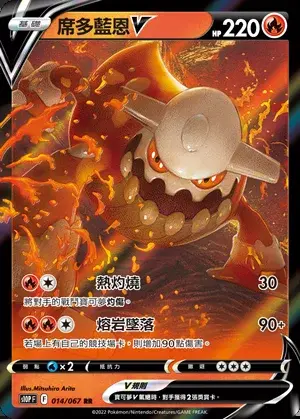 基礎 席多藍恩V HP 220
熱灼燒 30
將對手的戰鬥寶可夢灼傷。
熔岩墜落 90+
若場上有自己的競技場卡，則增加90點傷害。
弱點 ×2 抵抗力 撤退
V規則
寶可夢V氣絕時，對手獲得2張獎賞卡。
Illus. Mitsuhiro Arita
s10P F F 014/067 RR
©2022 Pokémon/Nintendo/Creatures/GAME FREAK.